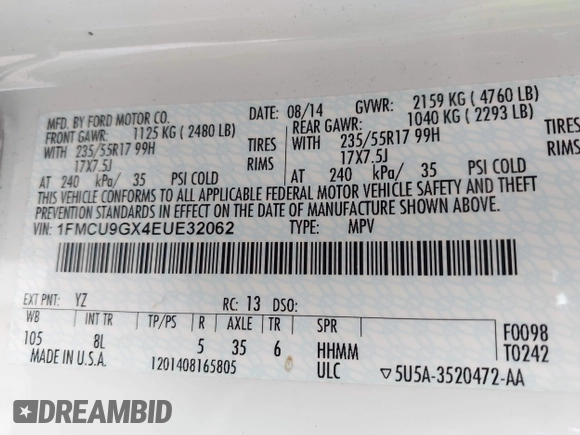 MFD. BY FORD MOTOR CO. DATE: 08/14 GVWR: 2159 KG ( 4760 LB)
FRONT GAWR: 1125 KG ( 2480 LB) REAR GAWR: 1040 KG ( 2293 LB)
WITH 235/55R17 99H TIRES WITH 235/55R17 99H TIRES
17X7.5J RIMS 17X7.5J RIMS
AT 240 kPa/ 35 PSI COLD AT 240 kPa/ 35 PSI COLD
THIS VEHICLE CONFORMS TO ALL APPLICABLE FEDERAL MOTOR VEHICLE SAFETY AND THEFT
PREVENTION STANDARDS IN EFFECT ON THE DATE OF MANUFACTURE SHOWN ABOVE.
VIN: 1FMCU9GX4EUE32062 TYPE: MPV
EXT PNT: YZ RC: 13 DSO:
WB INT TR TP/PS R AXLE TR SPR F0098
105 8L 5 35 6 HHMM T0242
MADE IN U.S.A. 1201408165805 ULC ▽5U5A-3520472-AA
DREAMBID